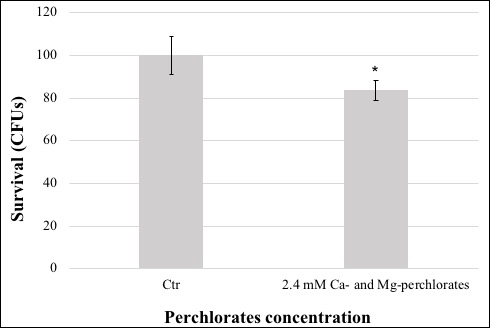 120
100
80
60
40
20
0
Survival (CFUs)
*
Ctr
2.4 mM Ca- and Mg-perchlorates
Perchlorates concentration